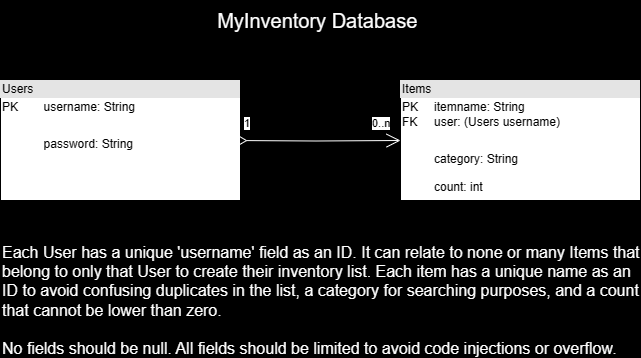 MyInventory Database
Users
PK username: String
password: String
1
0..n
Items
PK itemname: String
FK user: (Users username)
category: String
count: int
Each User has a unique 'username' field as an ID. It can relate to none or many Items that
belong to only that User to create their inventory list. Each item has a unique name as an
ID to avoid confusing duplicates in the list, a category for searching purposes, and a count
that cannot be lower than zero.
No fields should be null. All fields should be limited to avoid code injections or overflow.